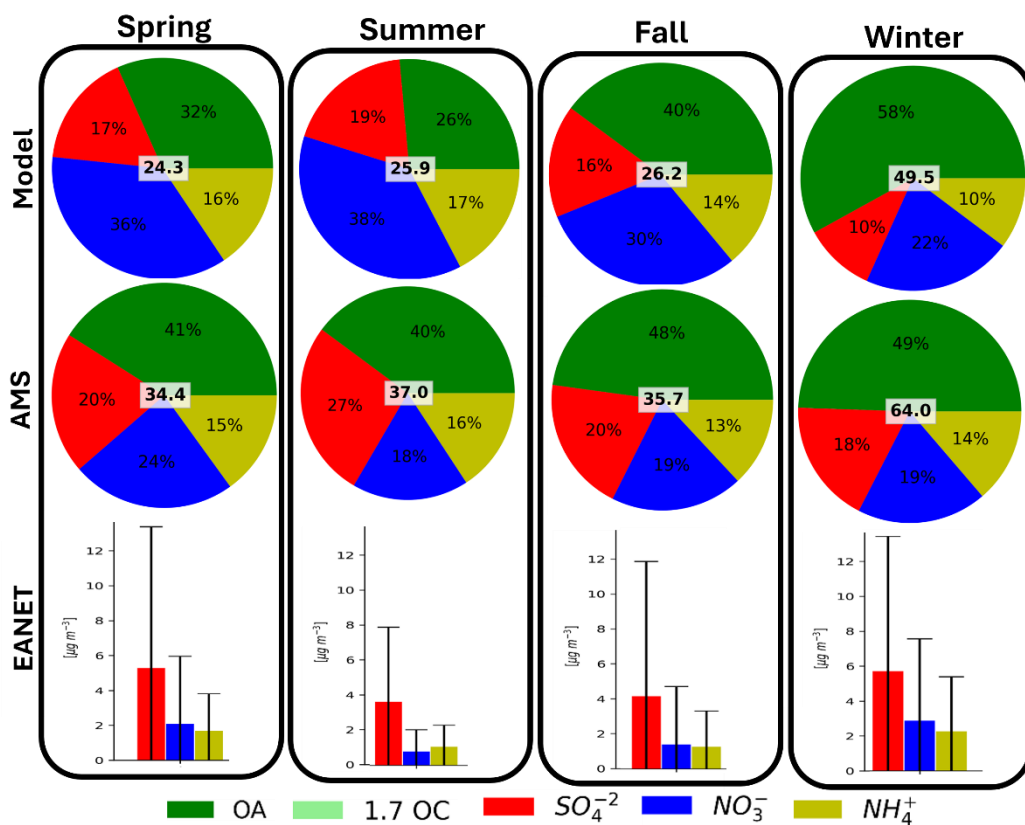 Spring Summer Fall Winter
Model
32% 17% 24.3 16% 36%
26% 19% 25.9 17% 38%
40% 16% 26.2 14% 30%
58% 49.5 10% 10% 22%
AMS
41% 20% 34.4 15% 24%
40% 27% 37.0 16% 18%
48% 20% 35.7 13% 19%
49% 64.0 18% 14% 19%
EANET
[μg m⁻³]
12
10
8
6
4
2
0
[μg m⁻³]
12
10
8
6
4
2
0
[μg m⁻³]
12
10
8
6
4
2
0
[μg m⁻³]
12
10
8
6
4
2
0
OA 1.7 OC SO₄⁻² NO₃⁻ NH₄⁺